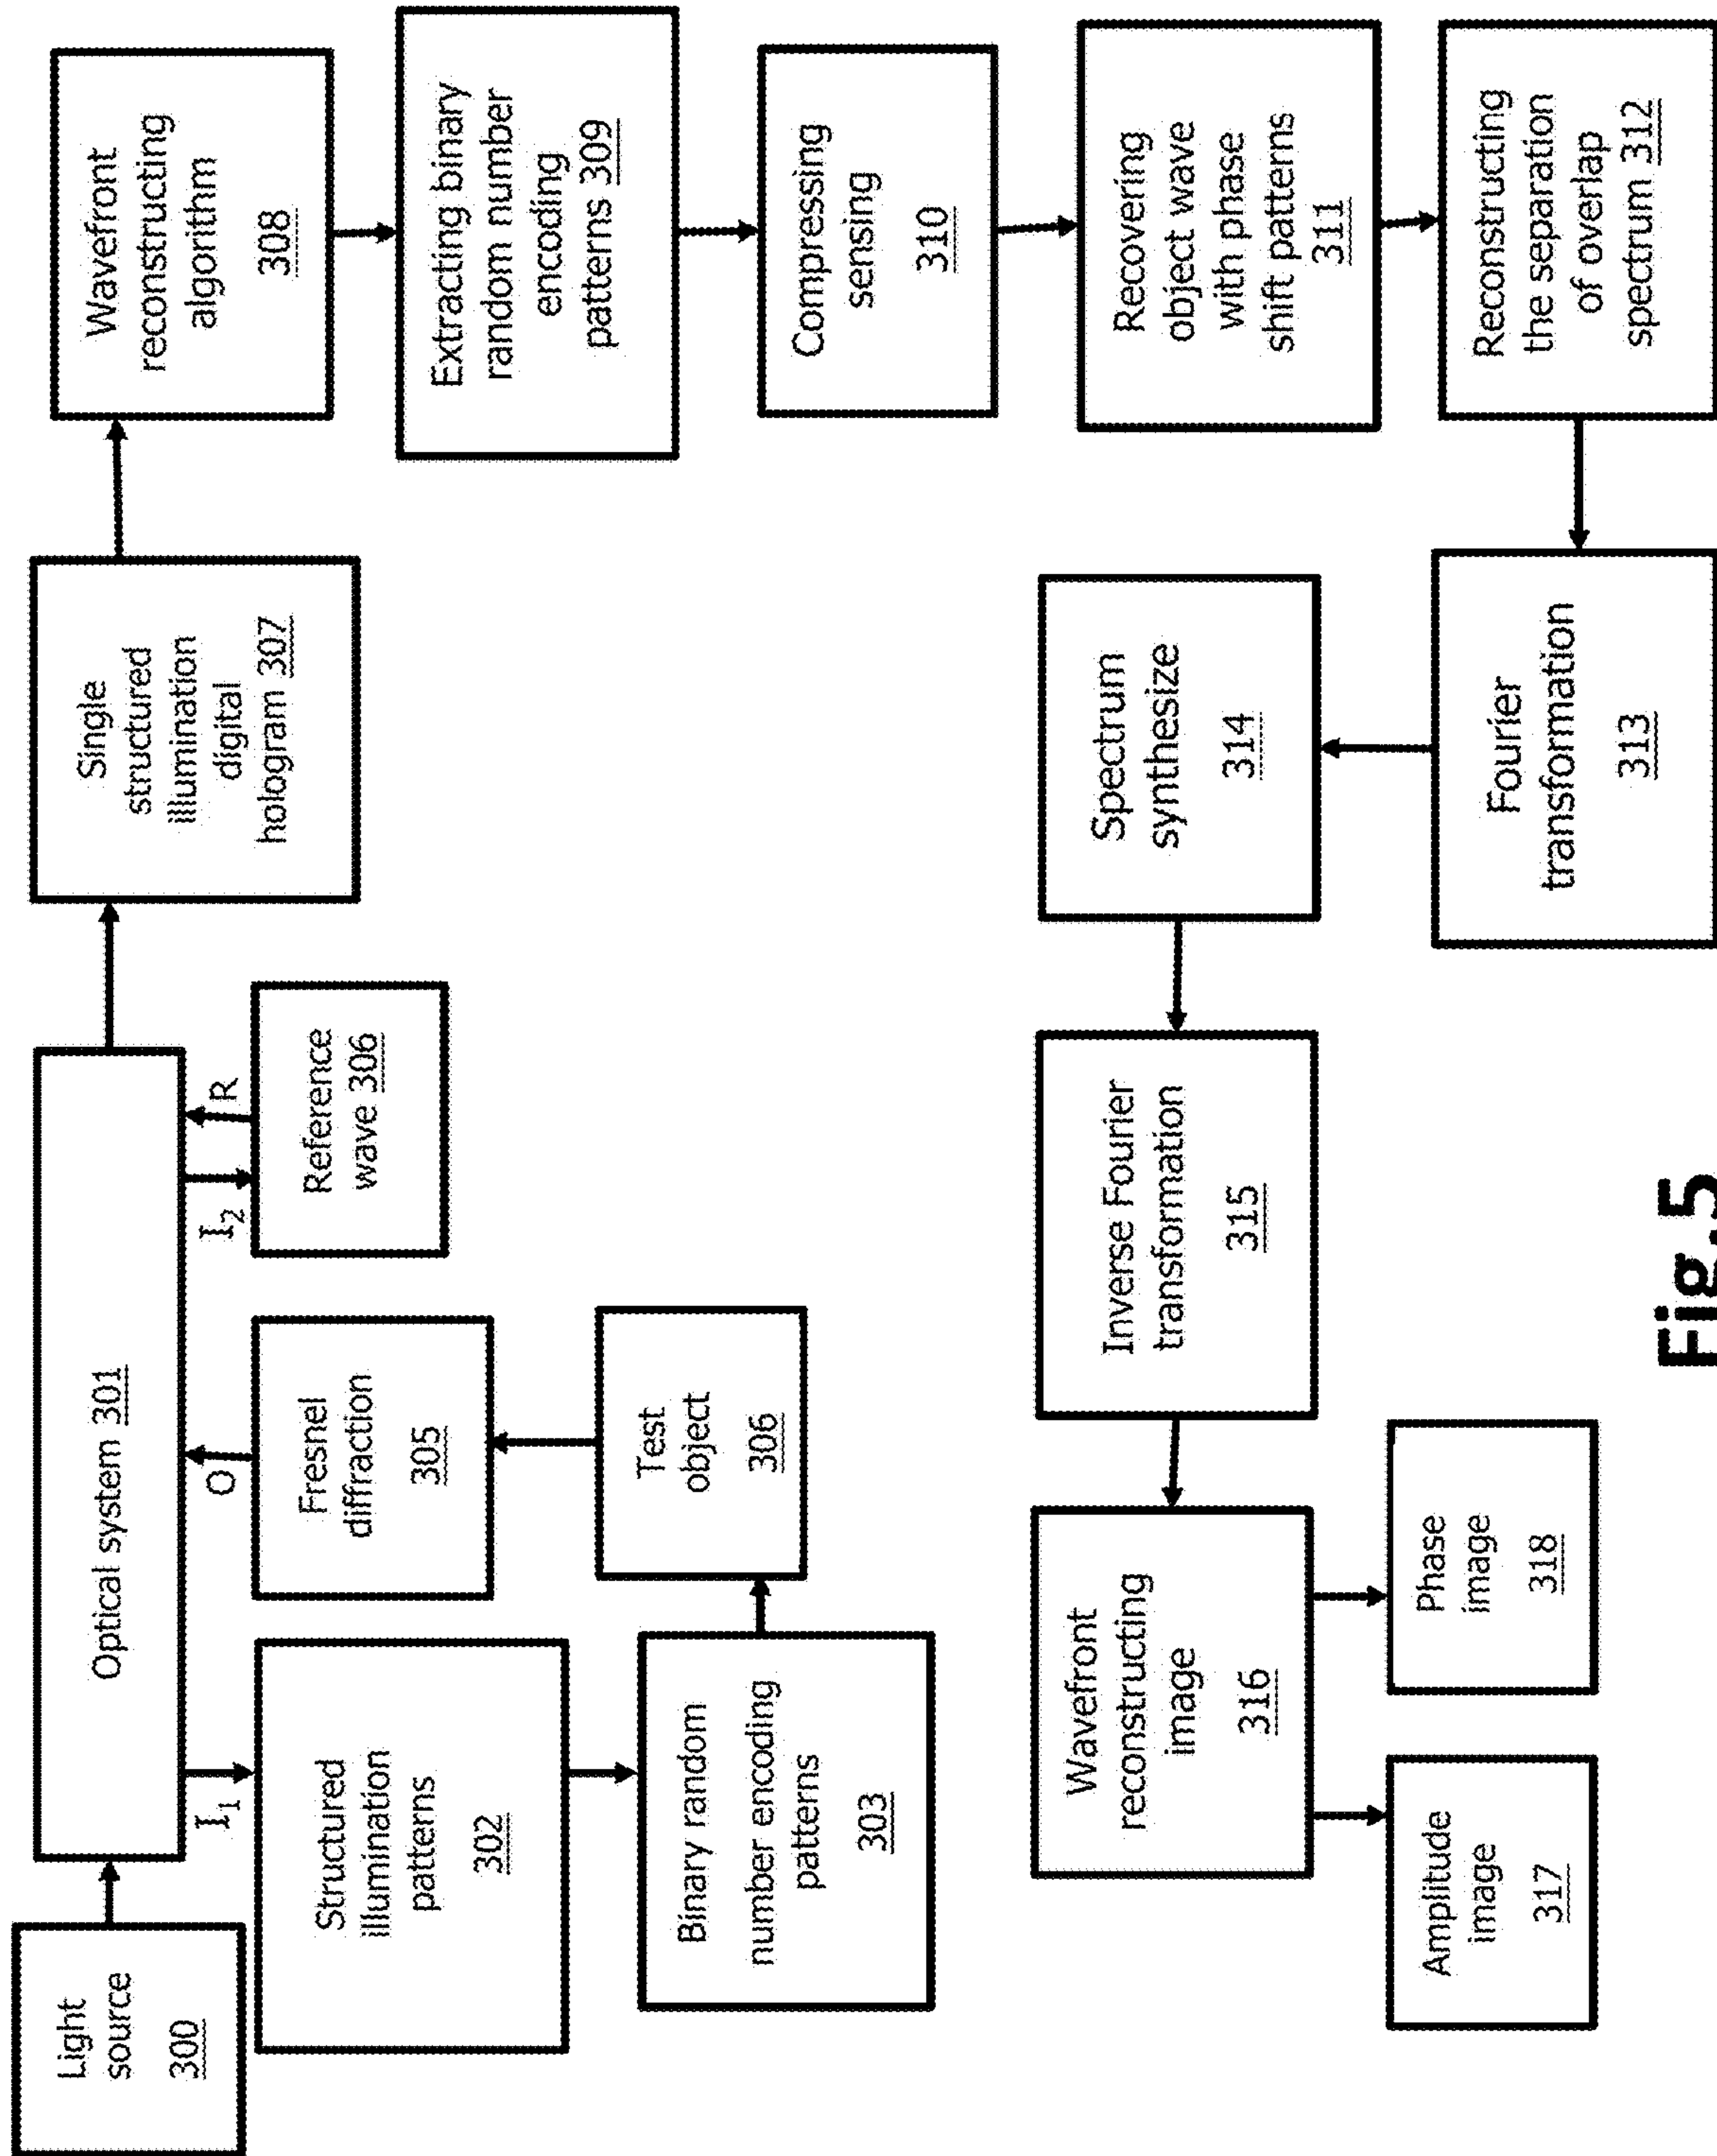 Light
source
300
Optical system 301
I1
O
I2
R
Structured
illumination
patterns
302
Binary random
number encoding
patterns
303
Test
object
306
Fresnel
diffraction
305
Reference
wave 306
Single
structured
illumination
digital
hologram 307
Wavefront
reconstructing
algorithm
308
Extracting binary
random number
encoding
patterns 309
Compressing
sensing
310
Recovering
object wave
with phase
shift patterns
311
Reconstructing
the separation
of overlap
spectrum 312
Fourier
transformation
313
Spectrum
synthesize
314
Inverse Fourier
transformation
315
Wavefront
reconstructing
image
316
Amplitude
image
317
Phase
image
318
Fig.5